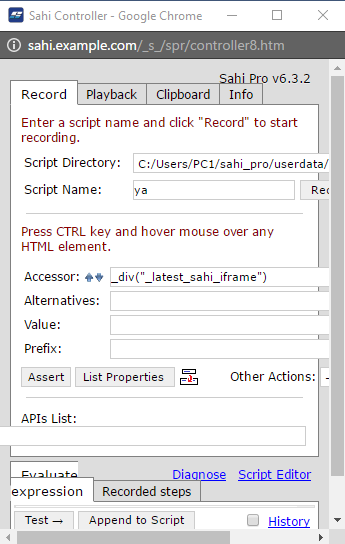 Sahi Controller - Google Chrome
sahi.example.com/_s_/spr/controller8.htm
Sahi Pro v6.3.2
Record Playback Clipboard Info
Enter a script name and click "Record" to start
recording.
Script Directory: C:/Users/PC1/sahi_pro/userdata/
Script Name: ya Rec
Press CTRL key and hover mouse over any
HTML element.
Accessor: _div("_latest_sahi_iframe")
Alternatives:
Value:
Prefix:
Assert List Properties Other Actions: -
APIs List:
Evaluate Diagnose Script Editor
expression Recorded steps
Test → Append to Script History